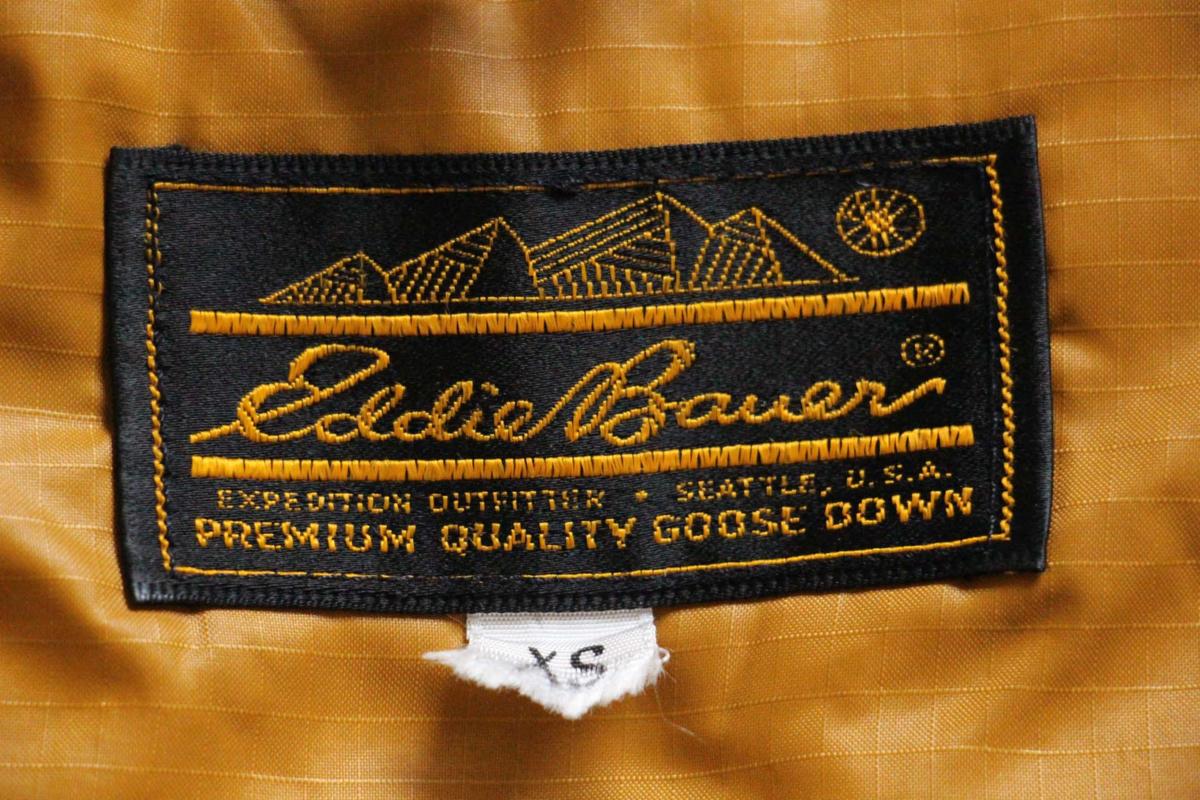 Eddie Bauer ®
EXPEDITION OUTFITTER • SEATTLE, U.S.A.
PREMIUM QUALITY GOOSE DOWN
XS